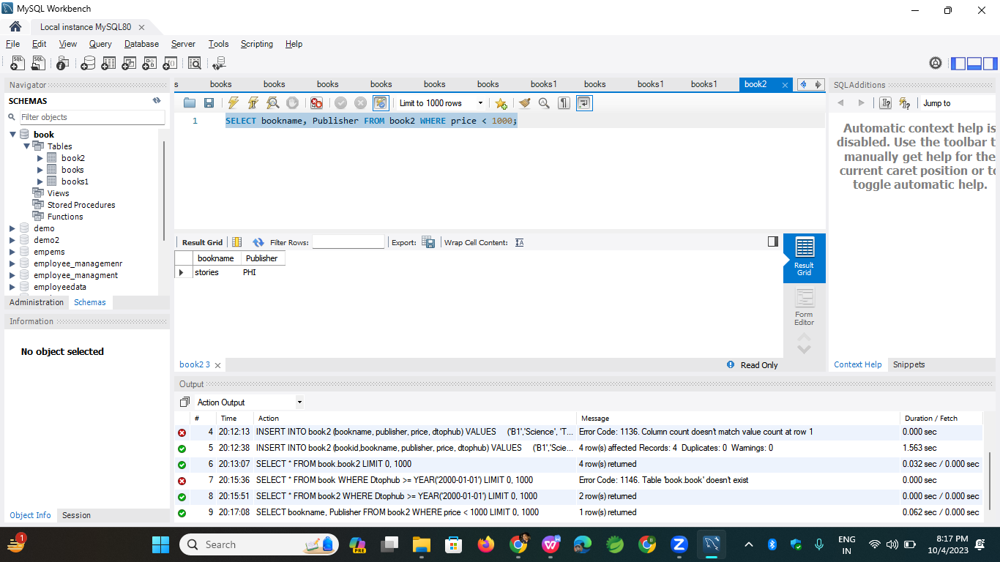 MySQL Workbench
Local instance MySQL80
File Edit View Query Database Server Tools Scripting Help
Navigator
SCHEMAS
Filter objects
book
Tables
book2
books
books1
Views
Stored Procedures
Functions
demo
demo2
empems
employee_managemenr
employee_managment
employeedata
Administration Schemas
Information
No object selected
Object Info Session
s books books books books books books books1 books books1 books1 book2
Limit to 1000 rows
1 SELECT bookname, Publisher FROM book2 WHERE price < 1000;
Result Grid Filter Rows: Export: Wrap Cell Content:
bookname Publisher
stories PHI
Result
Grid
Form
Editor
book2 3
Read Only
SQLAdditions
Jump to
Automatic context help is
disabled. Use the toolbar t
manually get help for the
current caret position or to
toggle automatic help.
Context Help Snippets
Output
Action Output
# Time Action Message Duration / Fetch
4 20:12:13 INSERT INTO book2 (bookname, publisher, price, dtophub) VALUES ('B1','Science', 'T... Error Code: 1136. Column count doesn't match value count at row 1 0.000 sec
5 20:12:38 INSERT INTO book2 (bookid,bookname, publisher, price, dtophub) VALUES ('B1','Scie... 4 row(s) affected Records: 4 Duplicates: 0 Warnings: 0 1.563 sec
6 20:13:07 SELECT * FROM book.book2 LIMIT 0, 1000 4 row(s) returned 0.032 sec / 0.000 sec
7 20:15:36 SELECT * FROM book WHERE Dtophub >= YEAR('2000-01-01') LIMIT 0, 1000 Error Code: 1146. Table 'book.book' doesn't exist 0.000 sec
8 20:15:51 SELECT * FROM book2 WHERE Dtophub >= YEAR('2000-01-01') LIMIT 0, 1000 2 row(s) returned 0.000 sec / 0.000 sec
9 20:17:08 SELECT bookname, Publisher FROM book2 WHERE price < 1000 LIMIT 0, 1000 1 row(s) returned 0.062 sec / 0.000 sec
1
Search
PRE
ENG
IN
8:17 PM
10/4/2023